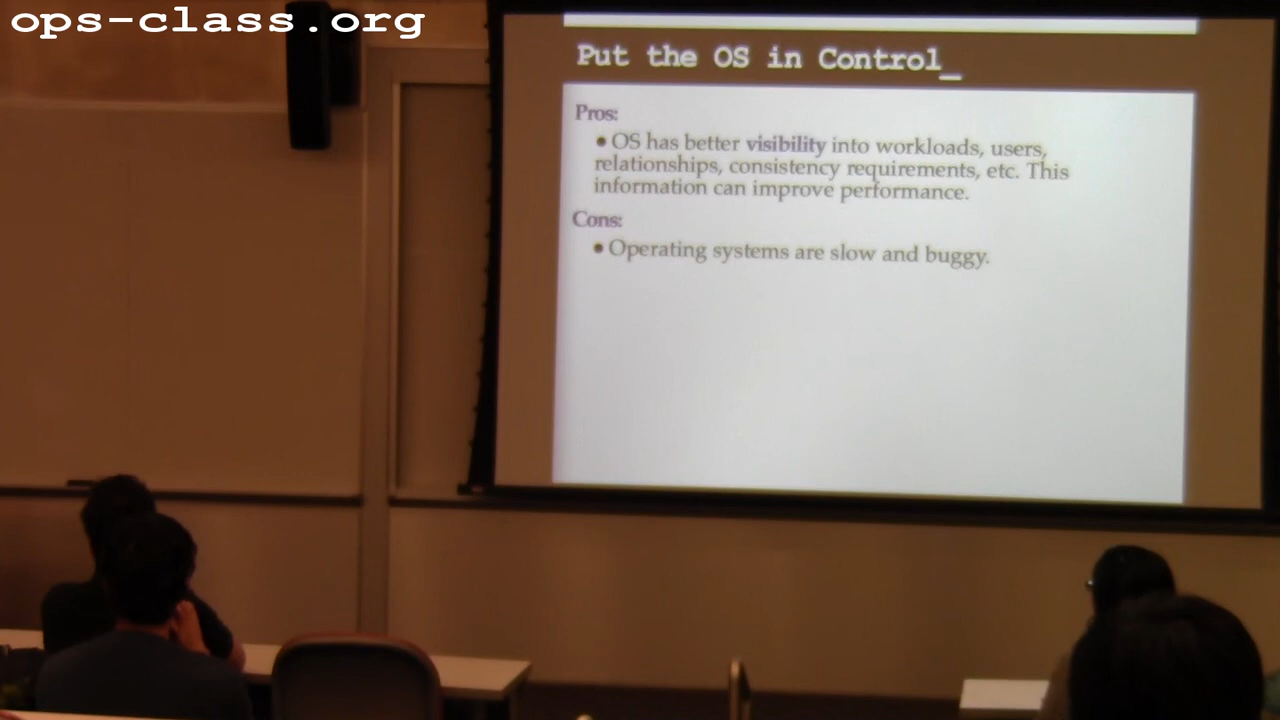 ops-class.org
Put the OS in Control_
Pros:
• OS has better visibility into workloads, users,
relationships, consistency requirements, etc. This
information can improve performance.
Cons:
• Operating systems are slow and buggy.